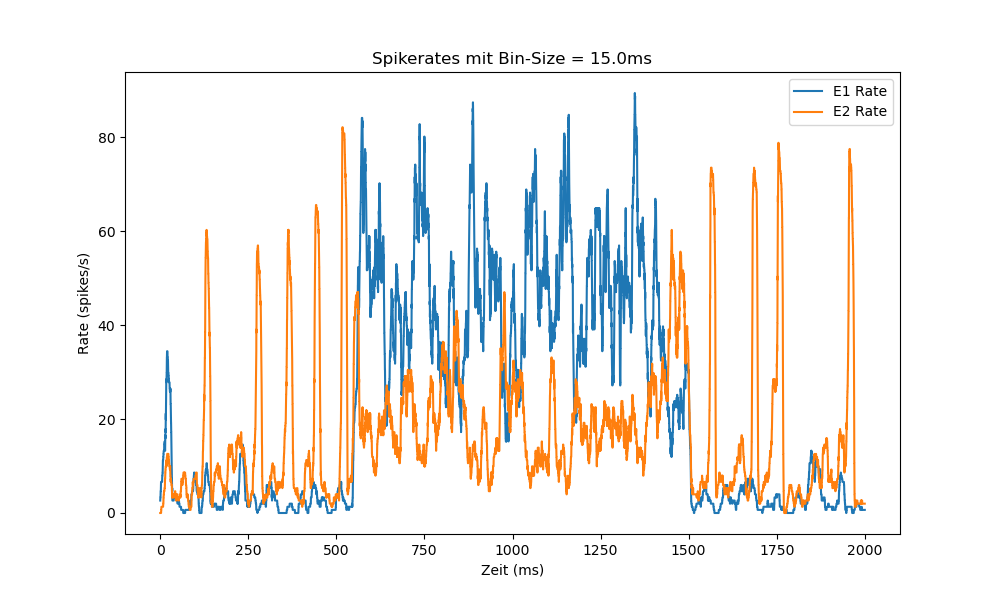 Spikerates mit Bin-Size = 15.0ms
E1 Rate
E2 Rate
Rate (spikes/s)
80
60
40
20
0
0 250 500 750 1000 1250 1500 1750 2000
Zeit (ms)